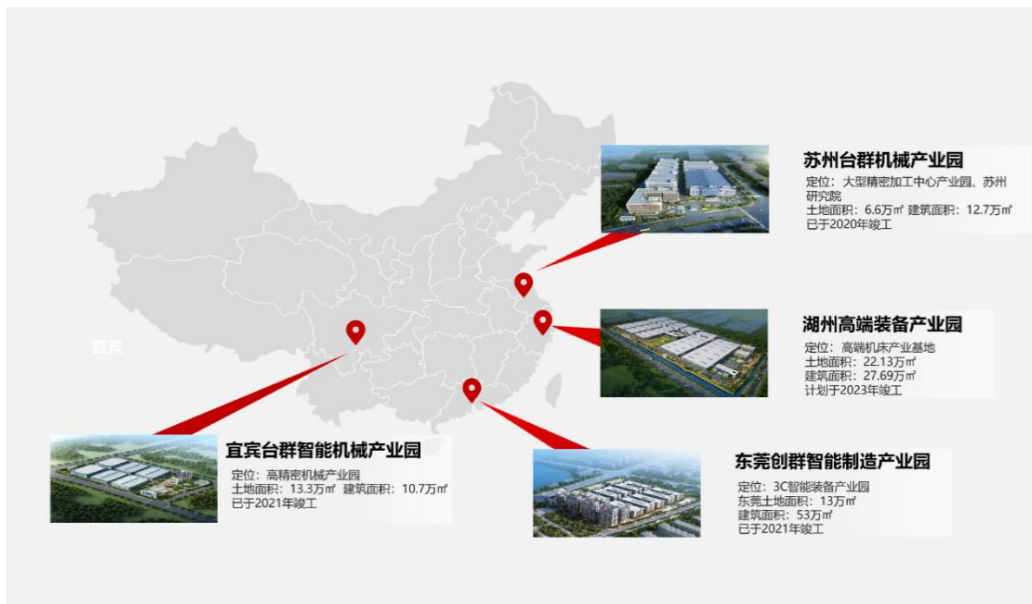 苏州台群机械产业园
定位：大型精密加工中心产业园、苏州
研究院
土地面积：6.6万㎡ 建筑面积：12.7万㎡
已于2020年竣工
湖州高端装备产业园
定位：高端机床产业基地
土地面积：22.13万㎡
建筑面积：27.69万㎡
计划于2023年竣工
宜宾
宜宾台群智能机械产业园
定位：高精密机械产业园
土地面积：13.3万㎡ 建筑面积：10.7万㎡
已于2021年竣工
东莞创群智能制造产业园
定位：3C智能装备产业园
东莞土地面积：13万㎡
建筑面积：53万㎡
已于2021年竣工